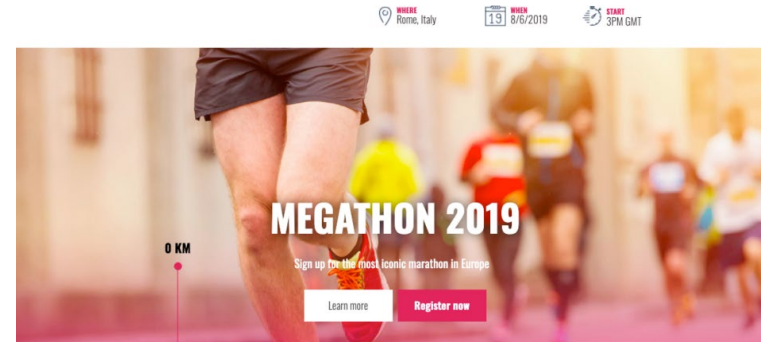 WHERE
Rome, Italy
19
WHEN
8/6/2019
START
3PM GMT
MEGATHON 2019
Sign up for the most iconic marathon in Europe
0 KM
Learn more
Register now